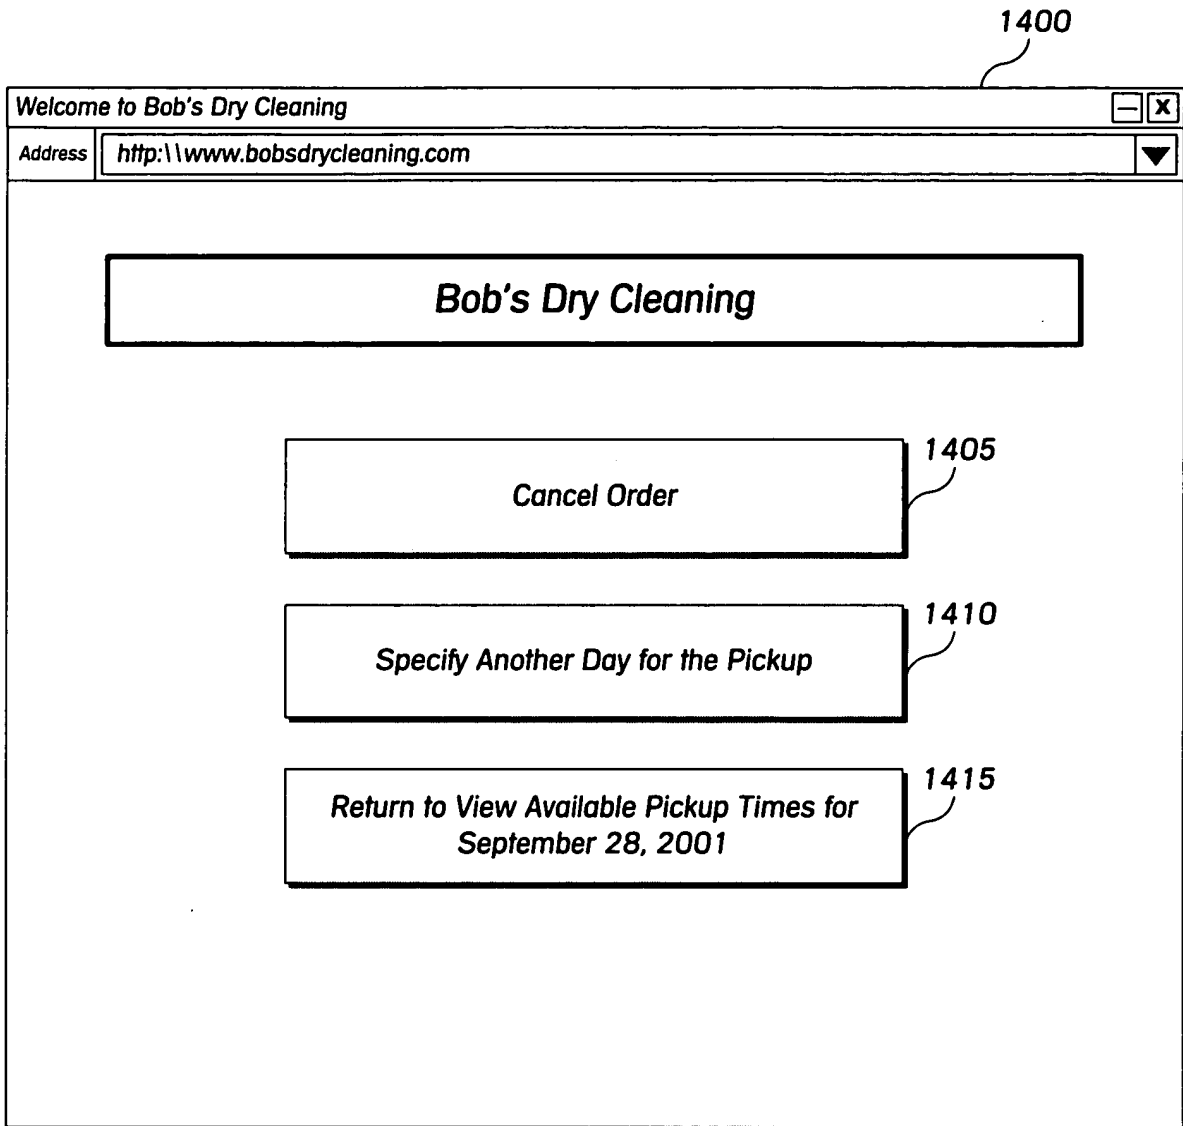 1400
Welcome to Bob's Dry Cleaning
X
Address http:\\www.bobsdrycleaning.com
Bob's Dry Cleaning
1405
Cancel Order
1410
Specify Another Day for the Pickup
1415
Return to View Available Pickup Times for
September 28, 2001